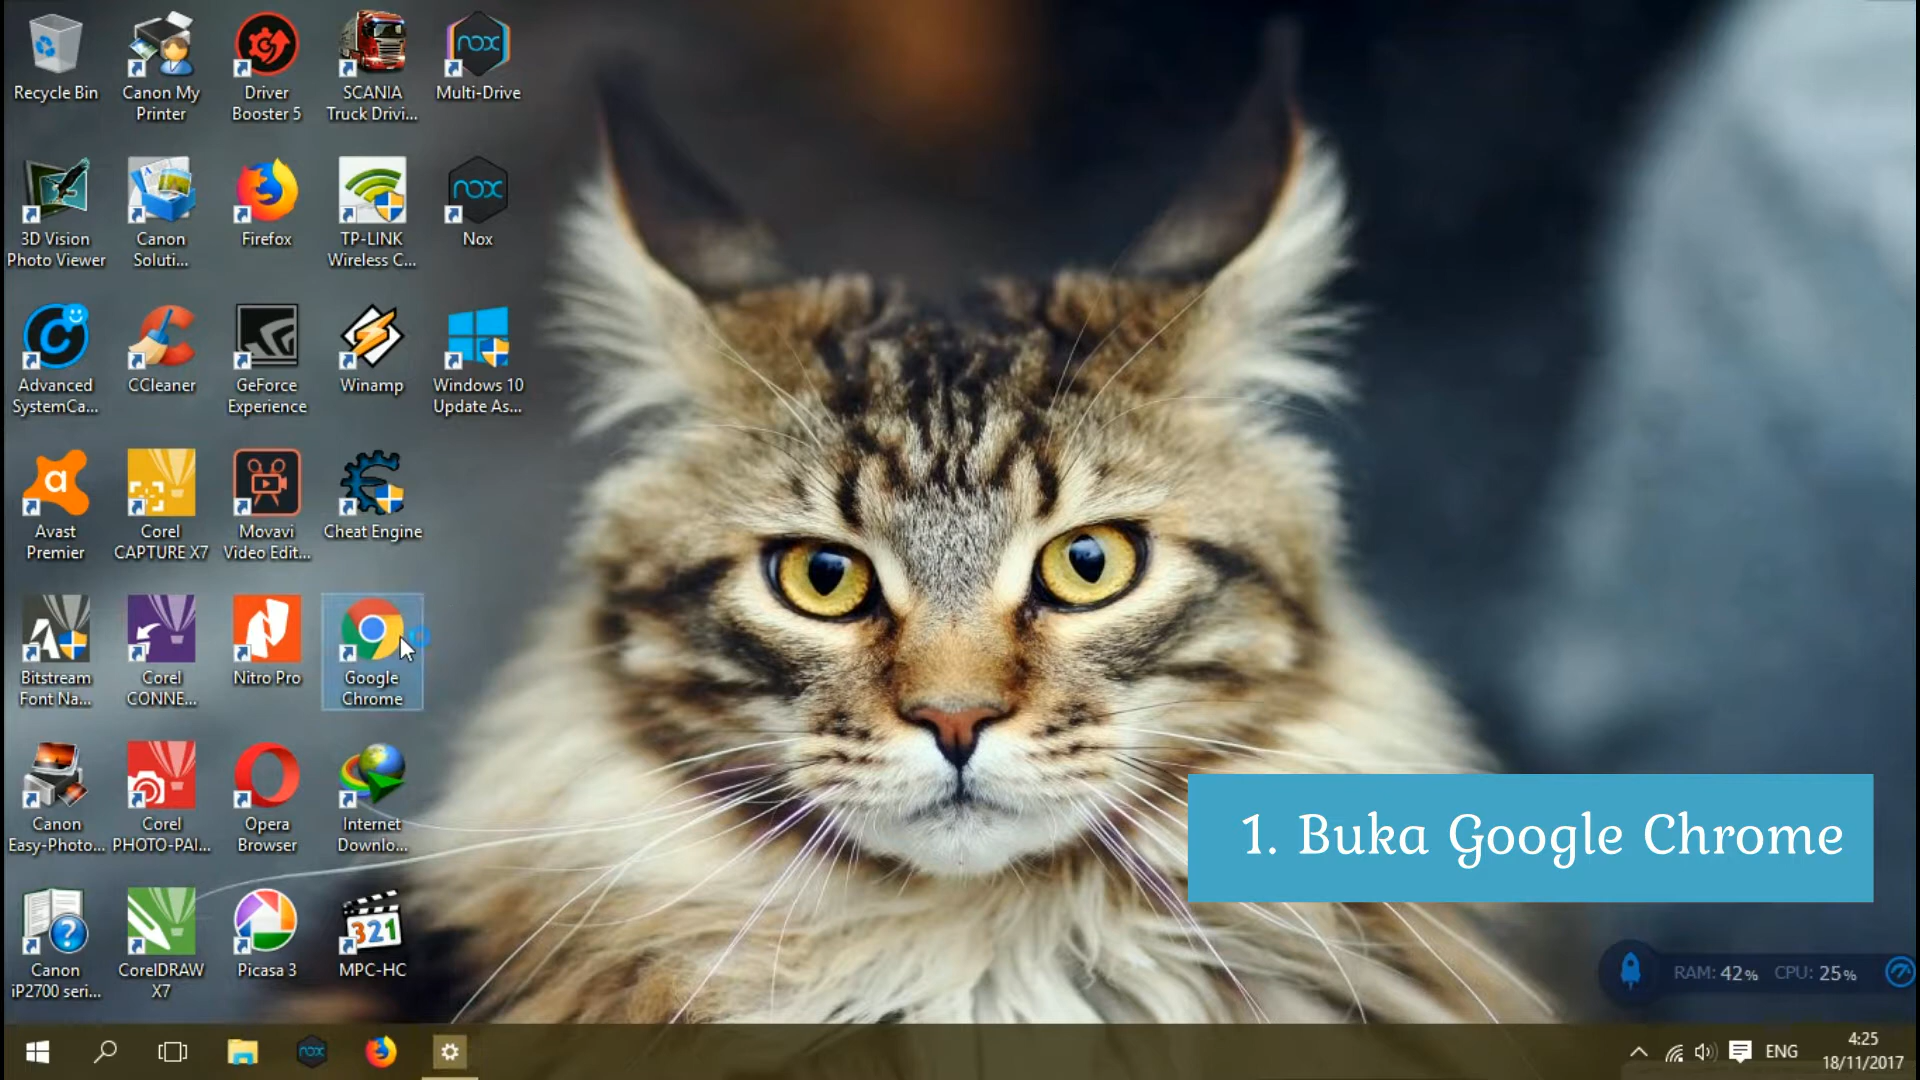 Recycle Bin
Canon My
Printer
Driver
Booster 5
SCANIA
Truck Drivi...
nox
Multi-Drive
3D Vision
Photo Viewer
Canon
Soluti...
Firefox
TP-LINK
Wireless C...
nox
Nox
Advanced
SystemCa...
CCleaner
GeForce
Experience
Winamp
Windows 10
Update As...
Avast
Premier
Corel
CAPTURE X7
Movavi
Video Edit...
Cheat Engine
Bitstream
Font Na...
Corel
CONNE...
Nitro Pro
Google
Chrome
Canon
Easy-Photo...
Corel
PHOTO-PAI...
Opera
Browser
Internet
Downlo...
1. Buka Google Chrome
Canon
iP2700 seri...
CorelDRAW
X7
Picasa 3
321
MPC-HC
RAM: 42% CPU: 25%
nox
ENG
4:25
18/11/2017